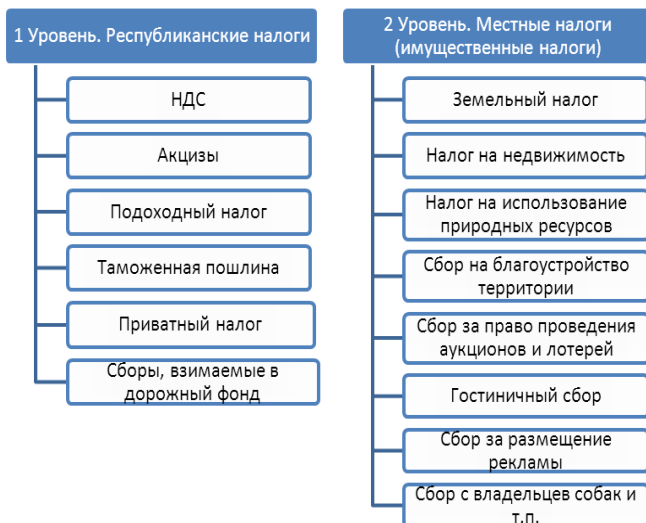 1 Уровень. Республиканские налоги
НДС
Акцизы
Подоходный налог
Таможенная пошлина
Приватный налог
Сборы, взимаемые в
дорожный фонд
2 Уровень. Местные налоги
(имущественные налоги)
Земельный налог
Налог на недвижимость
Налог на использование
природных ресурсов
Сбор на благоустройство
территории
Сбор за право проведения
аукционов и лотерей
Гостиничный сбор
Сбор за размещение
рекламы
Сбор с владельцев собак и
т.п.